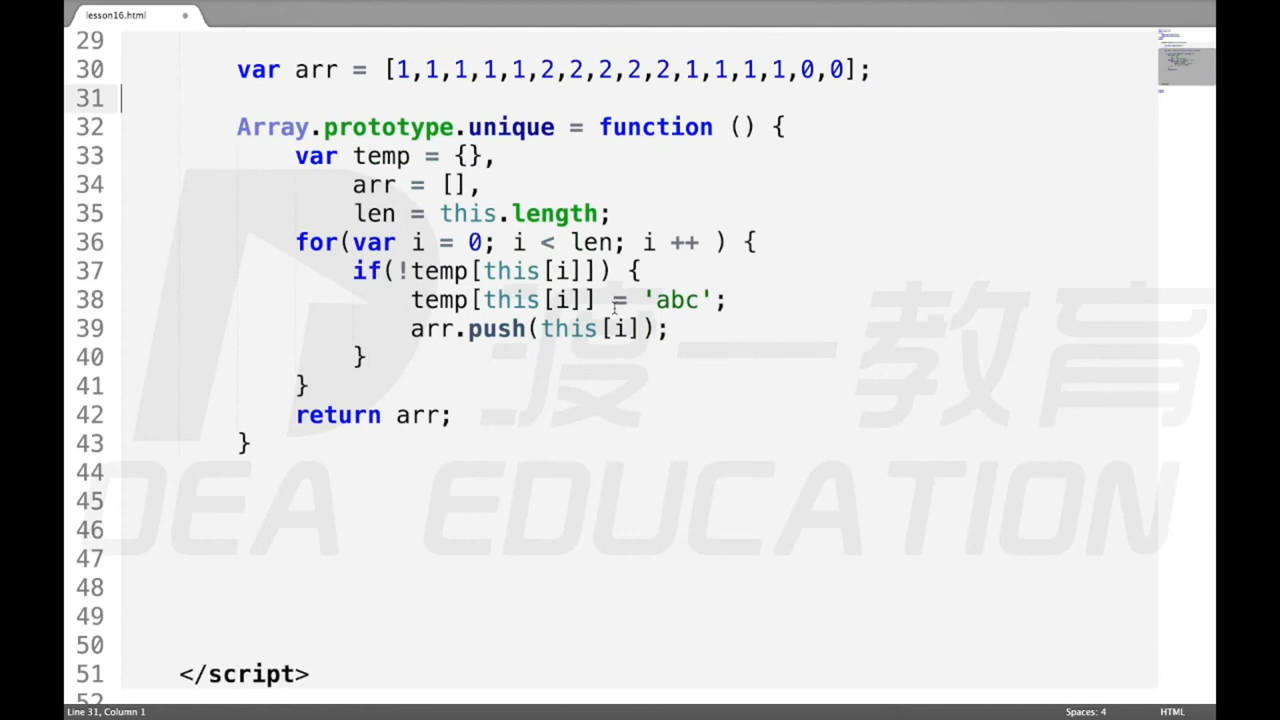 lesson16.html
29
30 var arr = [1,1,1,1,1,2,2,2,2,2,1,1,1,1,0,0];
31
32 Array.prototype.unique = function () {
33 var temp = {},
34 arr = [],
35 len = this.length;
36 for(var i = 0; i < len; i ++ ) {
37 if(!temp[this[i]]) {
38 temp[this[i]] = 'abc';
39 arr.push(this[i]);
40 }
41 }
42 return arr;
43 }
44
45
46
47
48
49
50
51 </script>
52
渡一教育
DEA EDUCATION
Line 31, Column 1
Spaces: 4
HTML